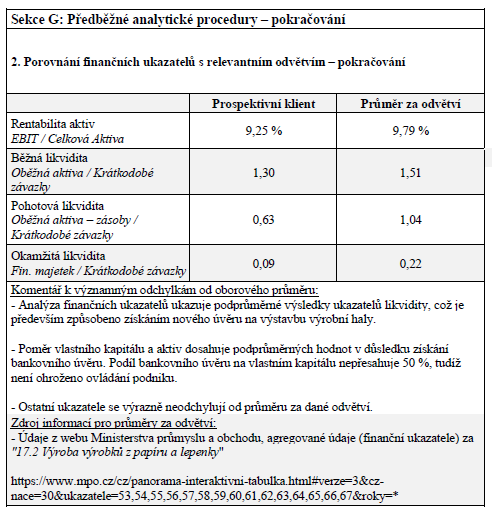 Sekce G: Předběžné analytické procedury – pokračování
2. Porovnání finančních ukazatelů s relevantním odvětvím – pokračování
Prospektivní klient Průměr za odvětví
Rentabilita aktiv
EBIT / Celková Aktiva
9,25 % 9,79 %
Běžná likvidita
Oběžná aktiva / Krátkodobé
závazky
1,30 1,51
Pohotová likvidita
Oběžná aktiva – zásoby /
Krátkodobé závazky
0,63 1,04
Okamžitá likvidita
Fin. majetek / Krátkodobé závazky
0,09 0,22
Komentář k významným odchylkám od oborového průměru:
- Analýza finančních ukazatelů ukazuje podprůměrné výsledky ukazatelů likvidity, což je
především způsobeno získáním nového úvěru na výstavbu výrobní haly.
- Poměr vlastního kapitálu a aktiv dosahuje podprůměrných hodnot v důsledku získání
bankovního úvěru. Podíl bankovního úvěru na vlastním kapitálu nepřesahuje 50 %, tudíž
není ohroženo ovládání podniku.
- Ostatní ukazatele se výrazně neodchylují od průměru za dané odvětví.
Zdroj informací pro průměry za odvětví:
- Údaje z webu Ministerstva průmyslu a obchodu, agregované údaje (finanční ukazatele) za
"17.2 Výroba výrobků z papíru a lepenky"
https://www.mpo.cz/cz/panorama-interaktivni-tabulka.html#verze=3&cz-
nace=30&ukazatele=53,54,55,56,57,58,59,60,61,62,63,64,65,66,67&roky=*